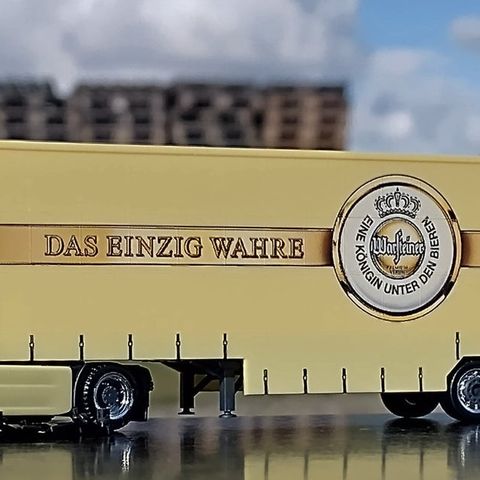 DAS EINZIG WAHRE
EINE KÖNIGIN UNTER DEN BIEREN
Warsteiner